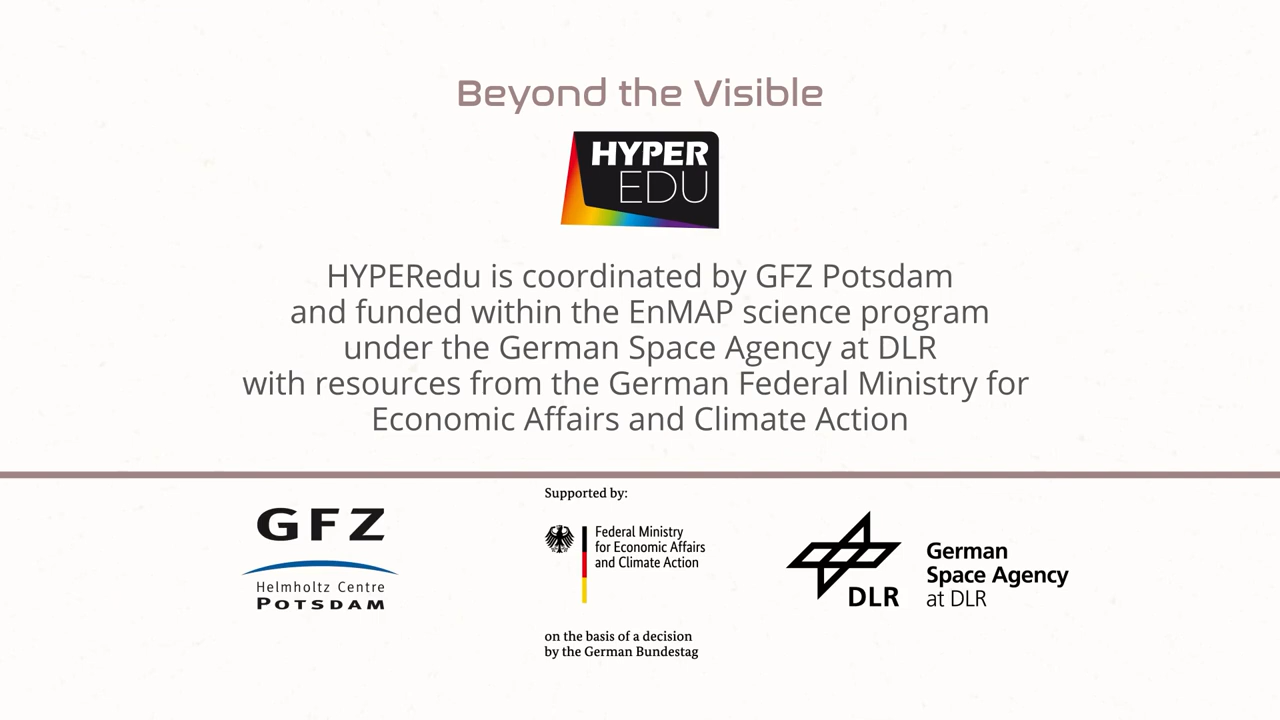 Beyond the Visible
HYPER
EDU
HYPERedu is coordinated by GFZ Potsdam
and funded within the EnMAP science program
under the German Space Agency at DLR
with resources from the German Federal Ministry for
Economic Affairs and Climate Action
GFZ
Helmholtz Centre
POTSDAM
Supported by:
Federal Ministry
for Economic Affairs
and Climate Action
on the basis of a decision
by the German Bundestag
DLR
German
Space Agency
at DLR